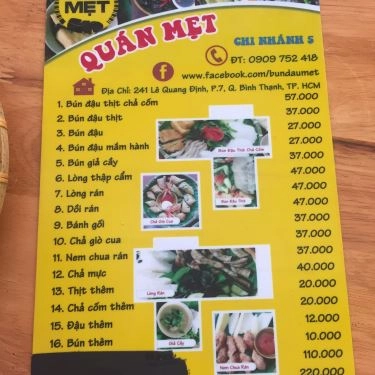 MẸT
QUÁN MẸT
CHI NHÁNH 5
ĐT: 0909 752 418
www.facebook.com/bundaumet
Địa Chỉ: 241 Lê Quang Định, P.7, Q. Bình Thạnh, TP. HCM
1. Bún đậu thịt chả cốm 57.000
2. Bún đậu thịt 37.000
3. Bún đậu 27.000
4. Bún đậu mầm hành 27.000
5. Bún giả cầy 47.000
6. Lòng thập cẩm 37.000
7. Lòng rán 47.000
8. Dồi rán 37.000
9. Bánh gối 37.000
10. Chả giò cua 37.000
11. Nem chua rán 37.000
12. Chả mực 40.000
13. Thịt thêm 20.000
14. Chả cốm thêm 20.000
15. Đậu thêm 12.000
16. Bún thêm 10.000
110.000
220.000
Bún Đậu Thịt Chả Cốm
Bún Đậu Thịt
Chả Giò Cua
Lòng Rán
Giả Cầy
Nem Chua Rán